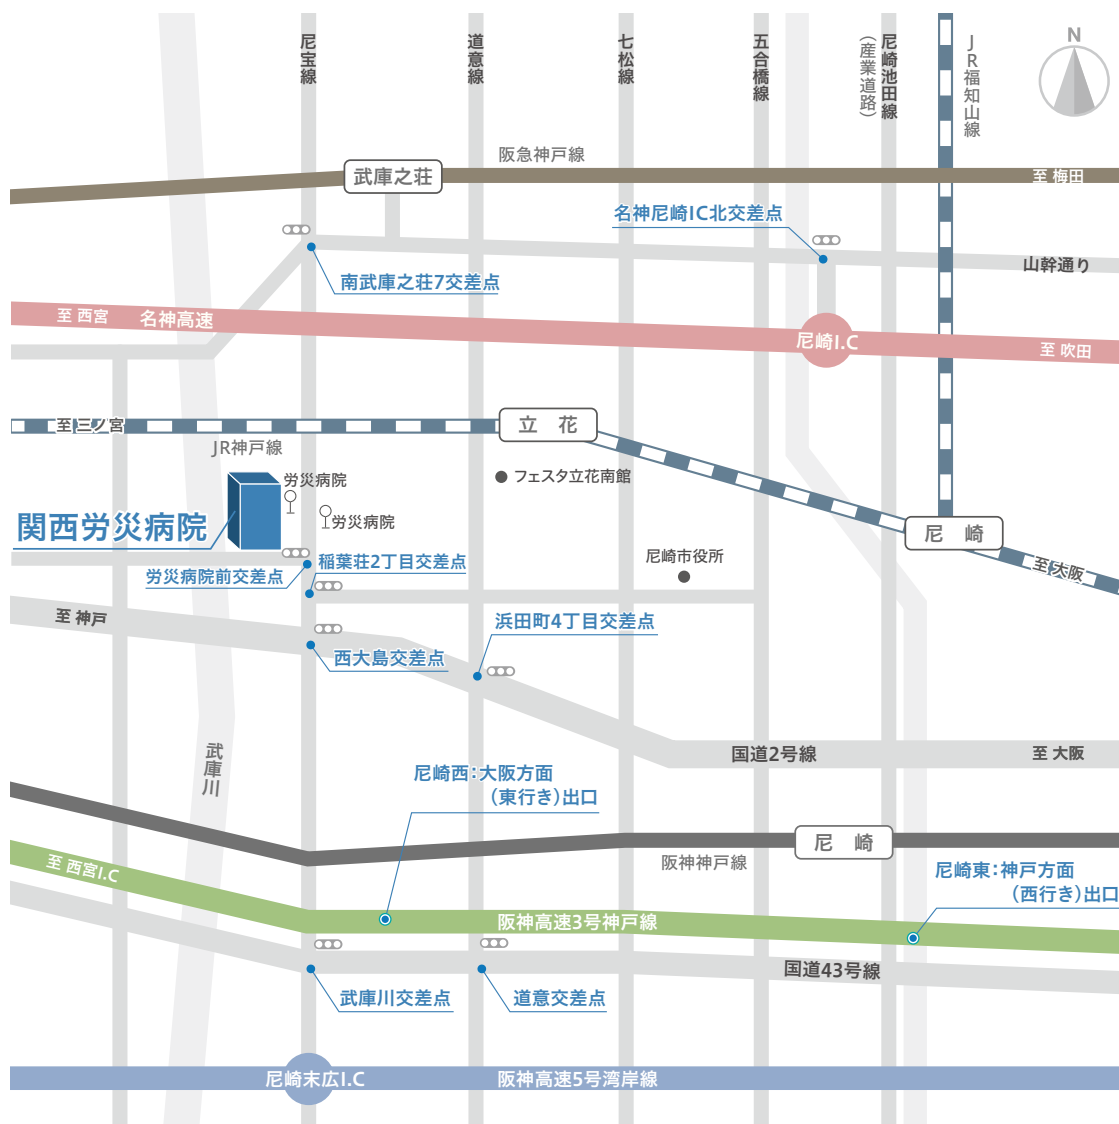 尼宝線
道意線
七松線
五合橋線
尼崎池田線
（産業道路）
JR福知山線
N
阪急神戸線
武庫之荘
至 梅田
名神尼崎IC北交差点
山幹通り
南武庫之荘7交差点
至 西宮
名神高速
尼崎I.C
至 吹田
至 三ノ宮
立 花
JR神戸線
フェスタ立花南館
労災病院
労災病院
関西労災病院
尼崎
至 大阪
稲葉荘2丁目交差点
尼崎市役所
労災病院前交差点
至 神戸
浜田町4丁目交差点
西大島交差点
武庫川
国道2号線
至 大阪
尼崎西：大阪方面
（東行き）出口
尼崎
阪神神戸線
至 西宮I.C
尼崎東：神戸方面
（西行き）出口
阪神高速3号神戸線
国道43号線
武庫川交差点
道意交差点
尼崎末広I.C
阪神高速5号湾岸線